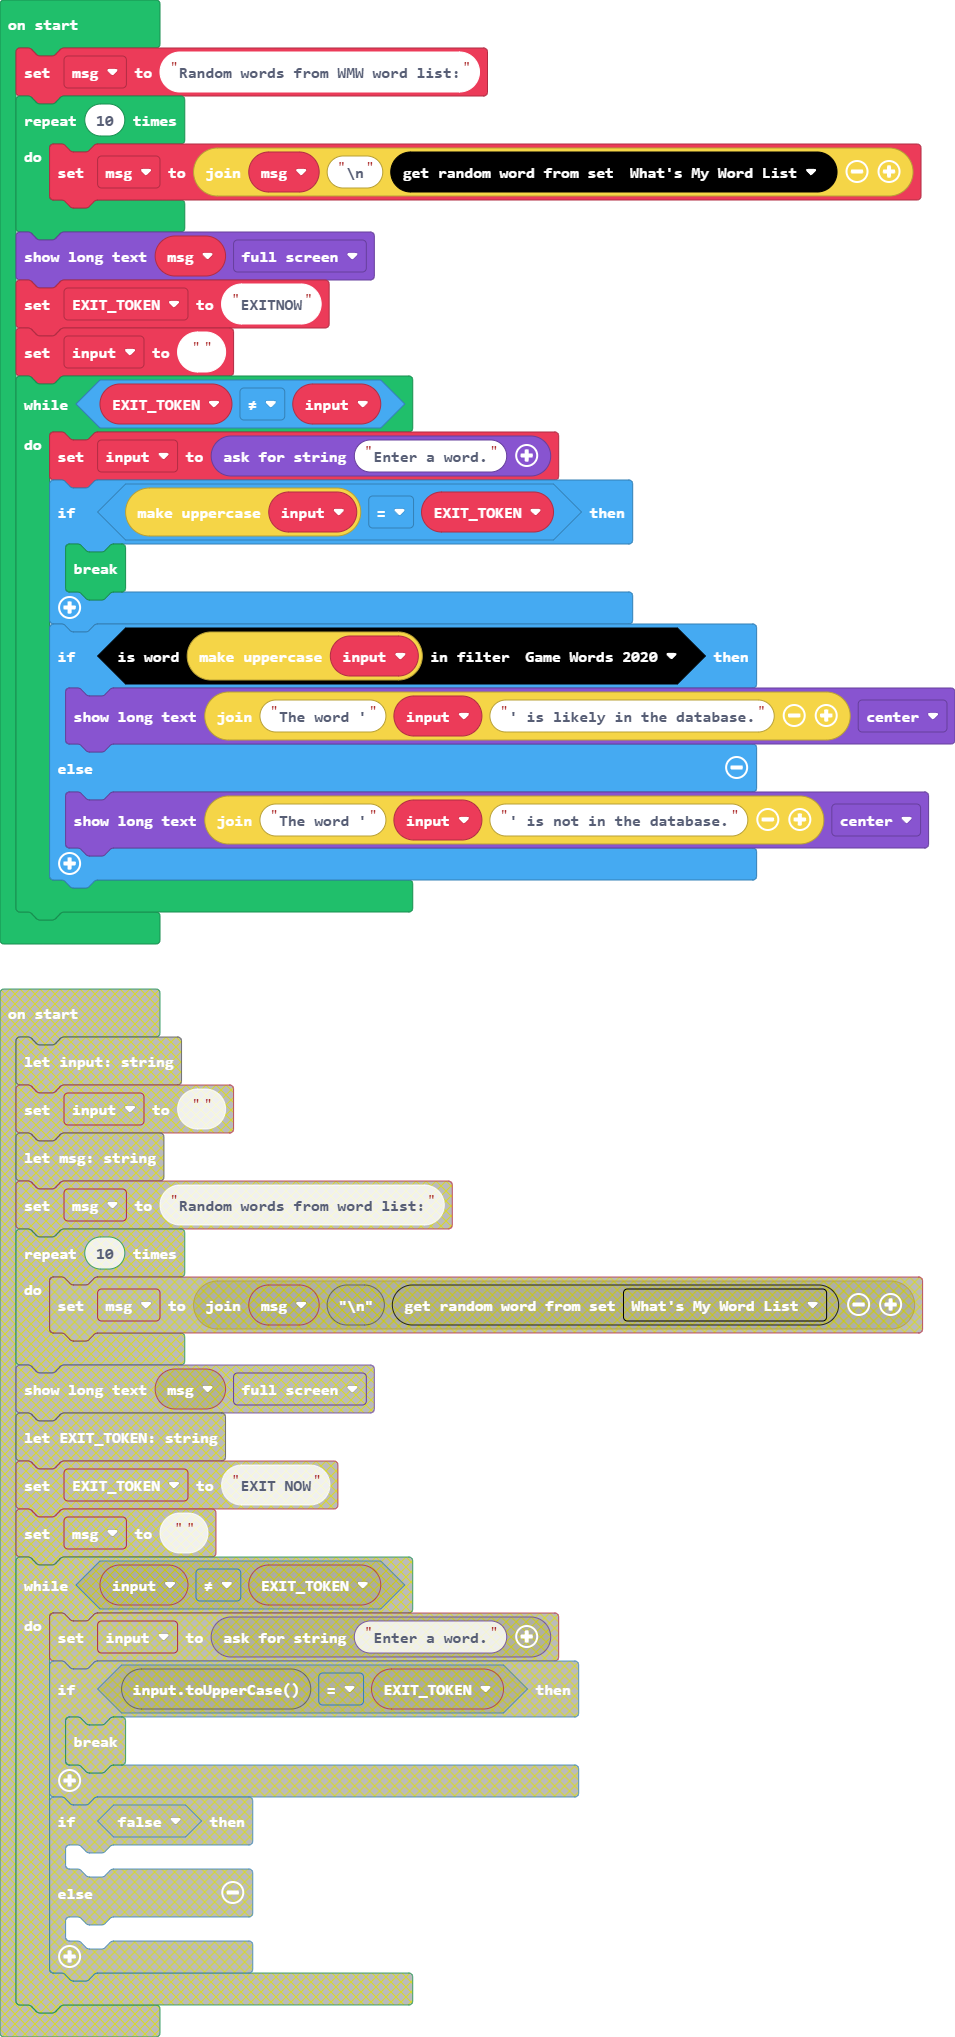 on start
set msg to "Random words from WMW word list:"
repeat 10 times
do set msg to join msg "\n" get random word from set What's My Word List
show long text msg full screen
set EXIT_TOKEN to "EXITNOW"
set input to ""
while EXIT_TOKEN ≠ input
do set input to ask for string "Enter a word."
if make uppercase input = EXIT_TOKEN then
break
if is word make uppercase input in filter Game Words 2020 then
show long text join "The word '" input "' is likely in the database." center
else
show long text join "The word '" input "' is not in the database." center
on start
let input: string
set input to ""
let msg: string
set msg to "Random words from word list:"
repeat 10 times
do set msg to join msg "\n" get random word from set What's My Word List
show long text msg full screen
let EXIT_TOKEN: string
set EXIT_TOKEN to "EXIT NOW"
set msg to ""
while input ≠ EXIT_TOKEN
do set input to ask for string "Enter a word."
if input.toUpperCase() = EXIT_TOKEN then
break
if false then
else